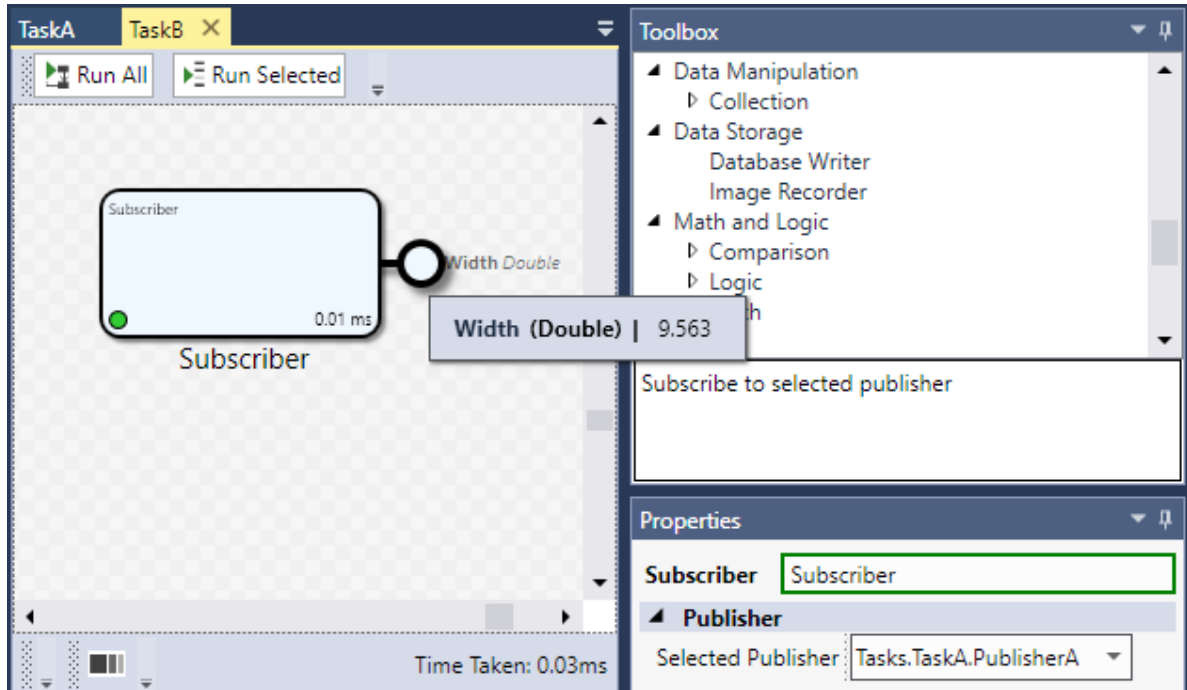 TaskA
TaskB
Run All
Run Selected
Subscriber
0.01 ms
Subscriber
Width Double
Width (Double) | 9.563
Time Taken: 0.03ms
Toolbox
Data Manipulation
Collection
Data Storage
Database Writer
Image Recorder
Math and Logic
Comparison
Logic
Subscribe to selected publisher
Properties
Subscriber
Subscriber
Publisher
Selected Publisher
Tasks.TaskA.PublisherA